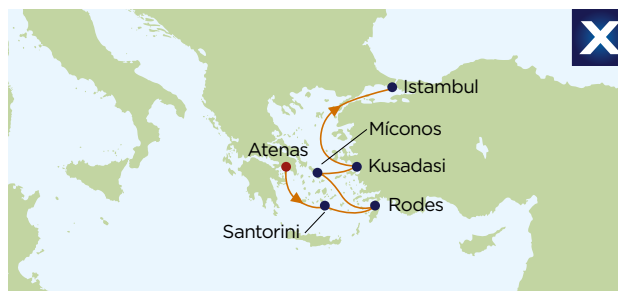 X
Istambul
Míconos
Atenas
Kusadasi
Rodes
Santorini